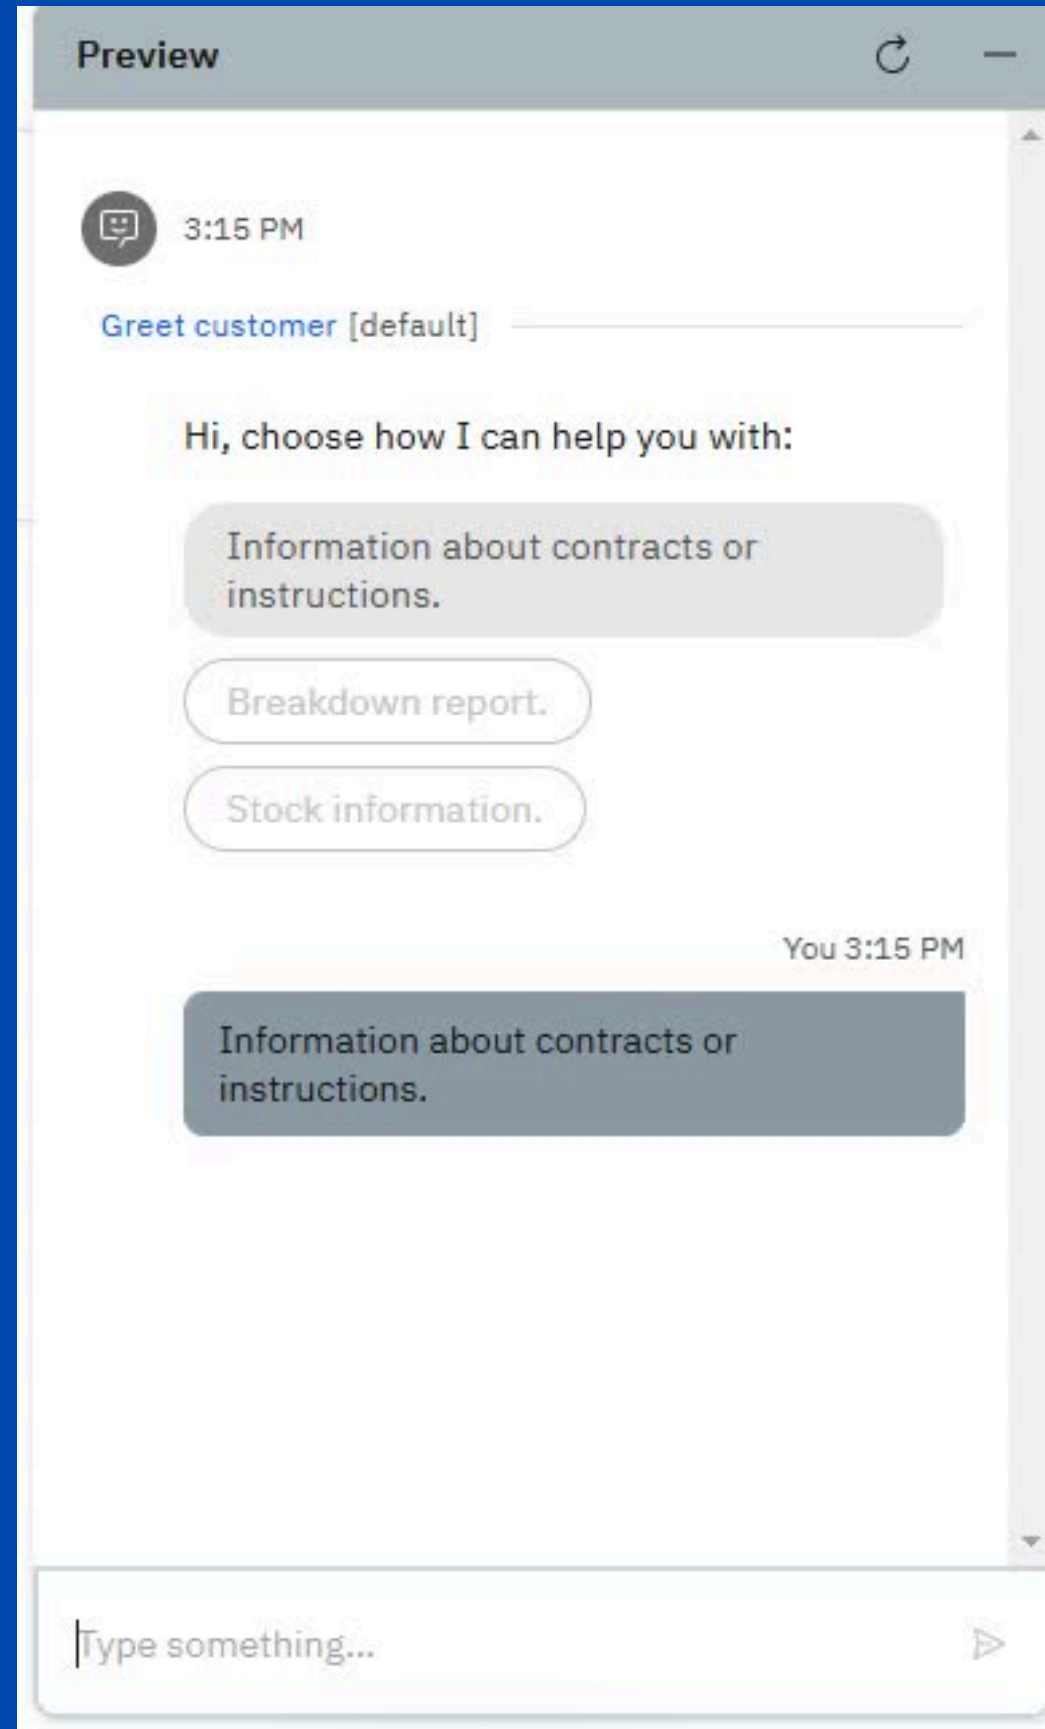 Preview
3:15 PM
Greet customer [default]
Hi, choose how I can help you with:
Information about contracts or
instructions.
Breakdown report.
Stock information.
You 3:15 PM
Information about contracts or
instructions.
Type something...